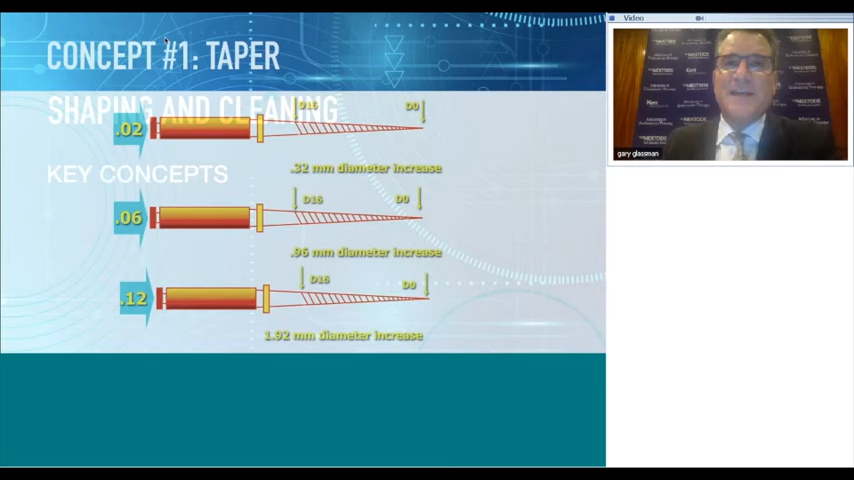 CONCEPT #1: TAPER
SHAPING AND CLEANING
D16
D0
.02
.32 mm diameter increase
KEY CONCEPTS
D16
D0
.06
.96 mm diameter increase
D16
D0
.12
1.92 mm diameter increase
Video
gary glassman